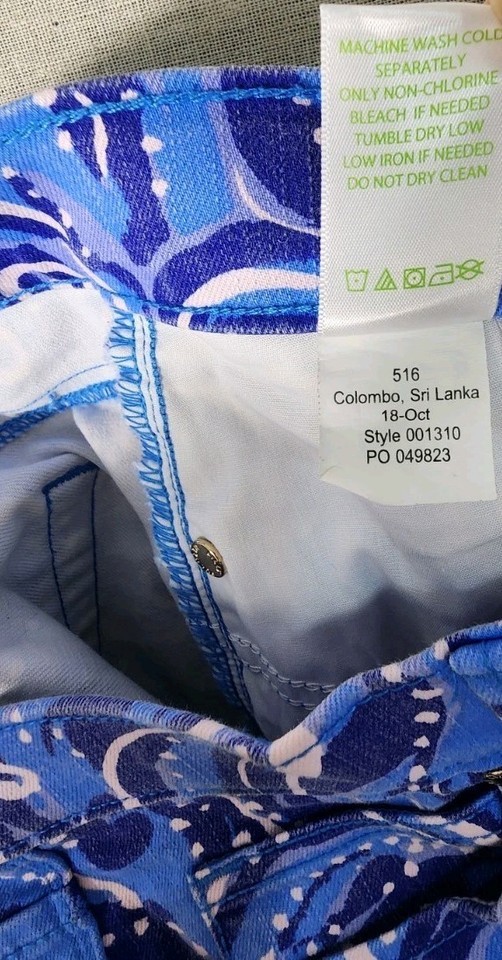 MACHINE WASH COLD
SEPARATELY
ONLY NON-CHLORINE
BLEACH IF NEEDED
TUMBLE DRY LOW
LOW IRON IF NEEDED
DO NOT DRY CLEAN
516
Colombo, Sri Lanka
18-Oct
Style 001310
PO 049823